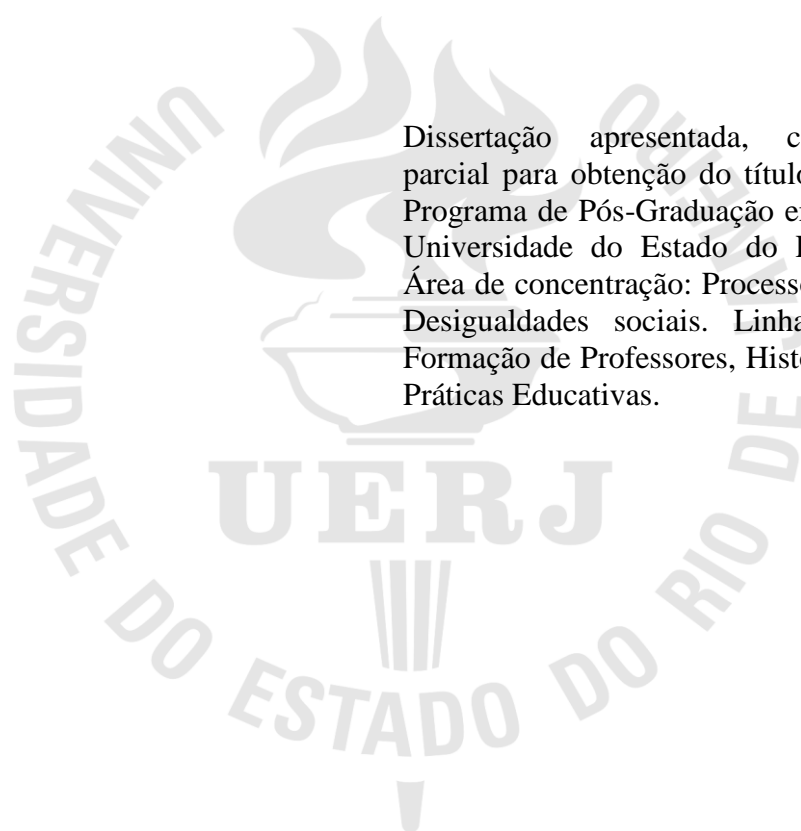 Dissertação apresentada,
parcial para obtenção do título
Programa de Pós-Graduação
Universidade do Estado do
Área de concentração:
Desigualdades sociais.
Formação de Professores,
Práticas Educativas.
UNIVERSIDADE DO ESTADO DO RIO DE
UERJ